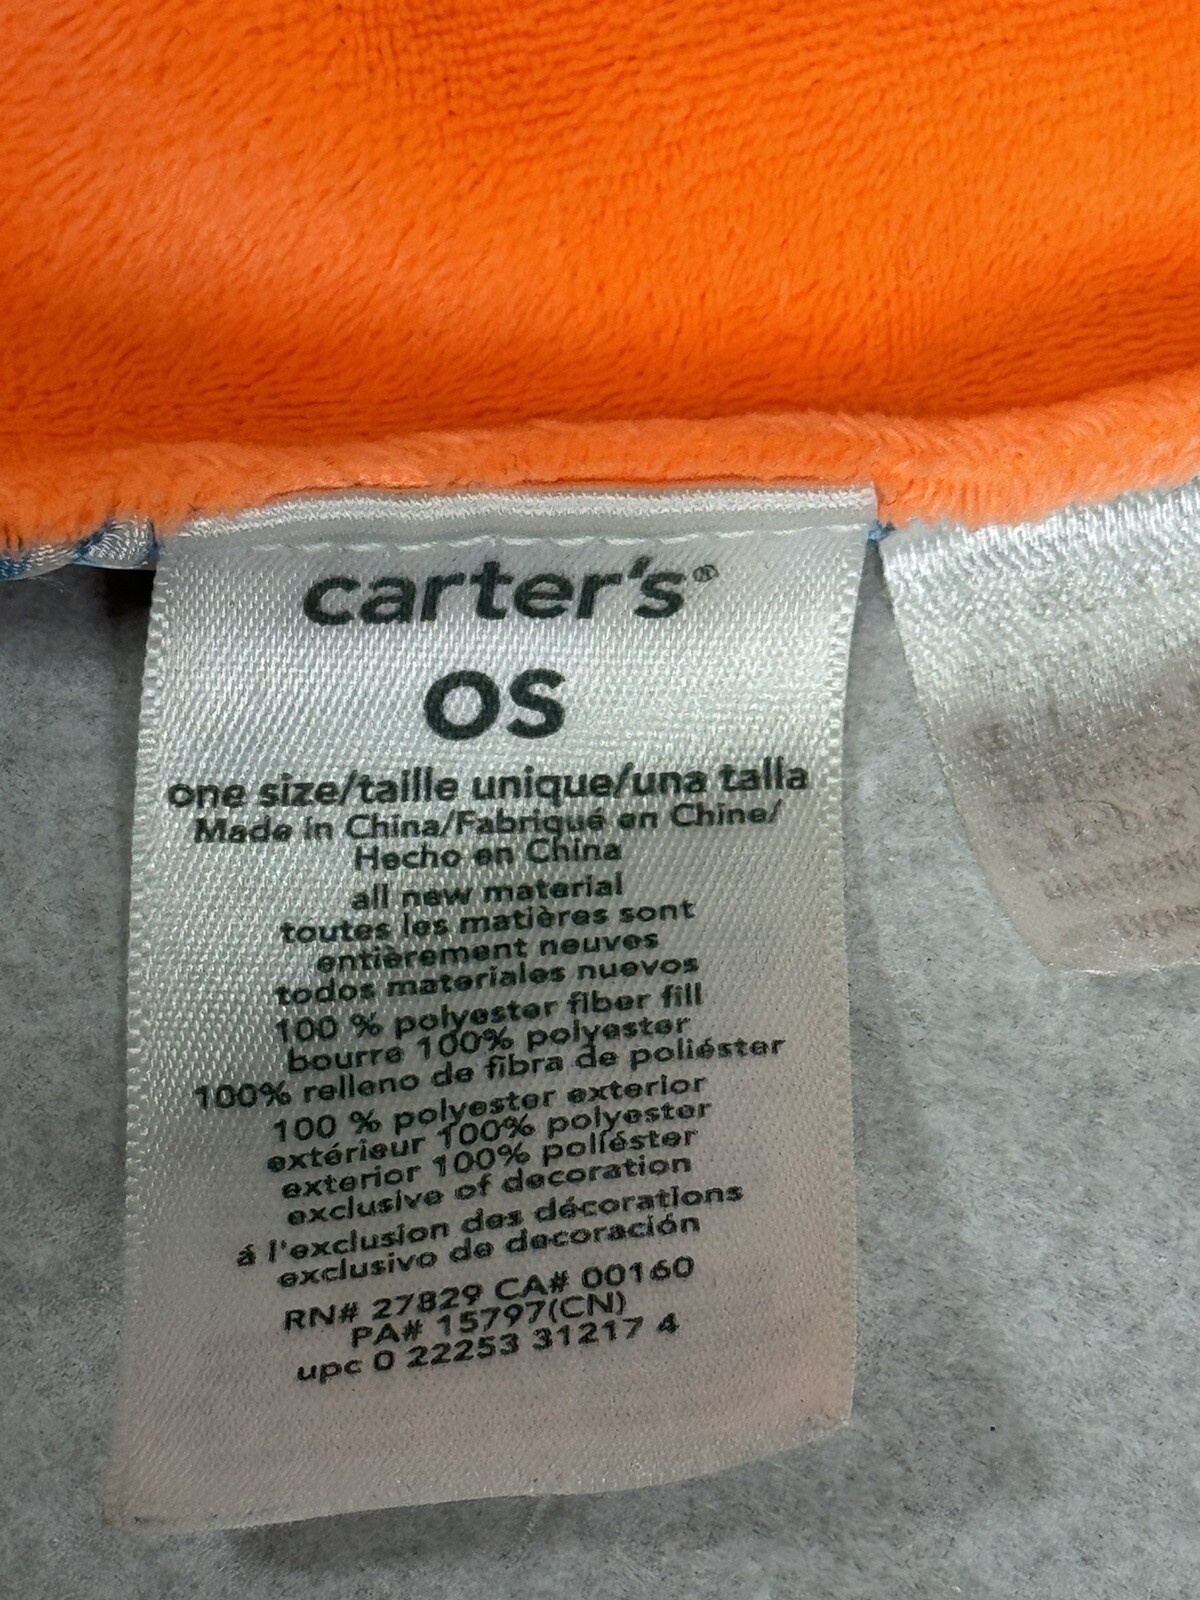 carter's®
OS
one size/taille unique/una talla
Made in China/Fabriqué en Chine/
Hecho en China
all new material
toutes les matières sont
entièrement neuves
todos materiales nuevos
100 % polyester fiber fill
bourre 100% polyester
100% relleno de fibra de poliéster
100 % polyester exterior
extérieur 100% polyester
exterior 100% poliéster
exclusive of decoration
á l'exclusion des décorations
exclusivo de decoración
RN# 27829 CA# 00160
PA# 15797(CN)
upc 0 22253 31217 4